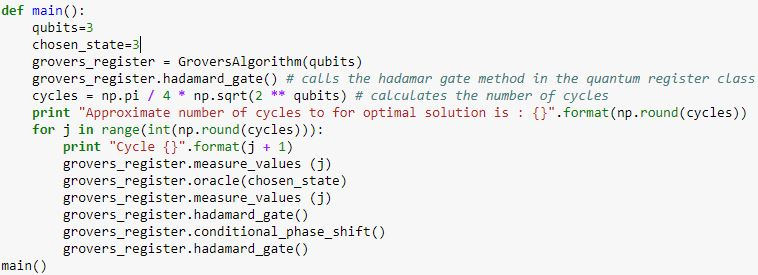 def main():
    qubits=3
    chosen_state=3
    grovers_register = GroversAlgorithm(qubits)
    grovers_register.hadamard_gate() # calls the hadamar gate method in the quantum register class
    cycles = np.pi / 4 * np.sqrt(2 ** qubits) # calculates the number of cycles
    print "Approximate number of cycles to for optimal solution is : {}".format(np.round(cycles))
    for j in range(int(np.round(cycles))):
        print "Cycle {}".format(j + 1)
        grovers_register.measure_values (j)
        grovers_register.oracle(chosen_state)
        grovers_register.measure_values (j)
        grovers_register.hadamard_gate()
        grovers_register.conditional_phase_shift()
        grovers_register.hadamard_gate()
main()